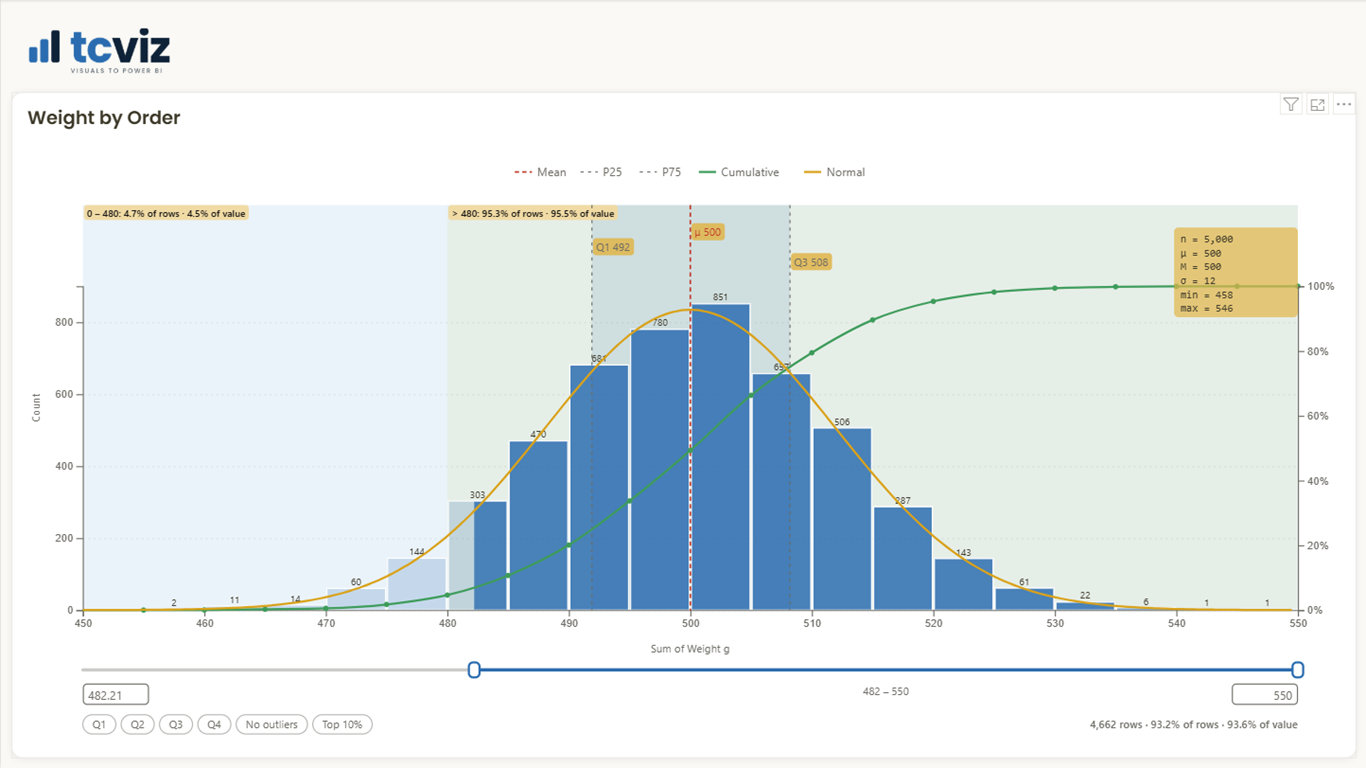 tcviz
VISUALS TO POWER BI
Weight by Order
Mean P25 P75 Cumulative Normal
0 – 480: 4.7% of rows · 4.5% of value
> 480: 95.3% of rows · 95.5% of value
μ 500
Q1 492
Q3 508
n = 5,000
μ = 500
M = 500
σ = 12
min = 458
max = 546
Count
800
600
400
200
0
100%
80%
60%
40%
20%
0%
2
11
14
60
144
303
470
681
780
851
657
506
287
143
61
22
6
1
1
450 460 470 480 490 500 510 520 530 540 550
Sum of Weight g
482.21
482 – 550
550
Q1 Q2 Q3 Q4 No outliers Top 10%
4,662 rows · 93.2% of rows · 93.6% of value